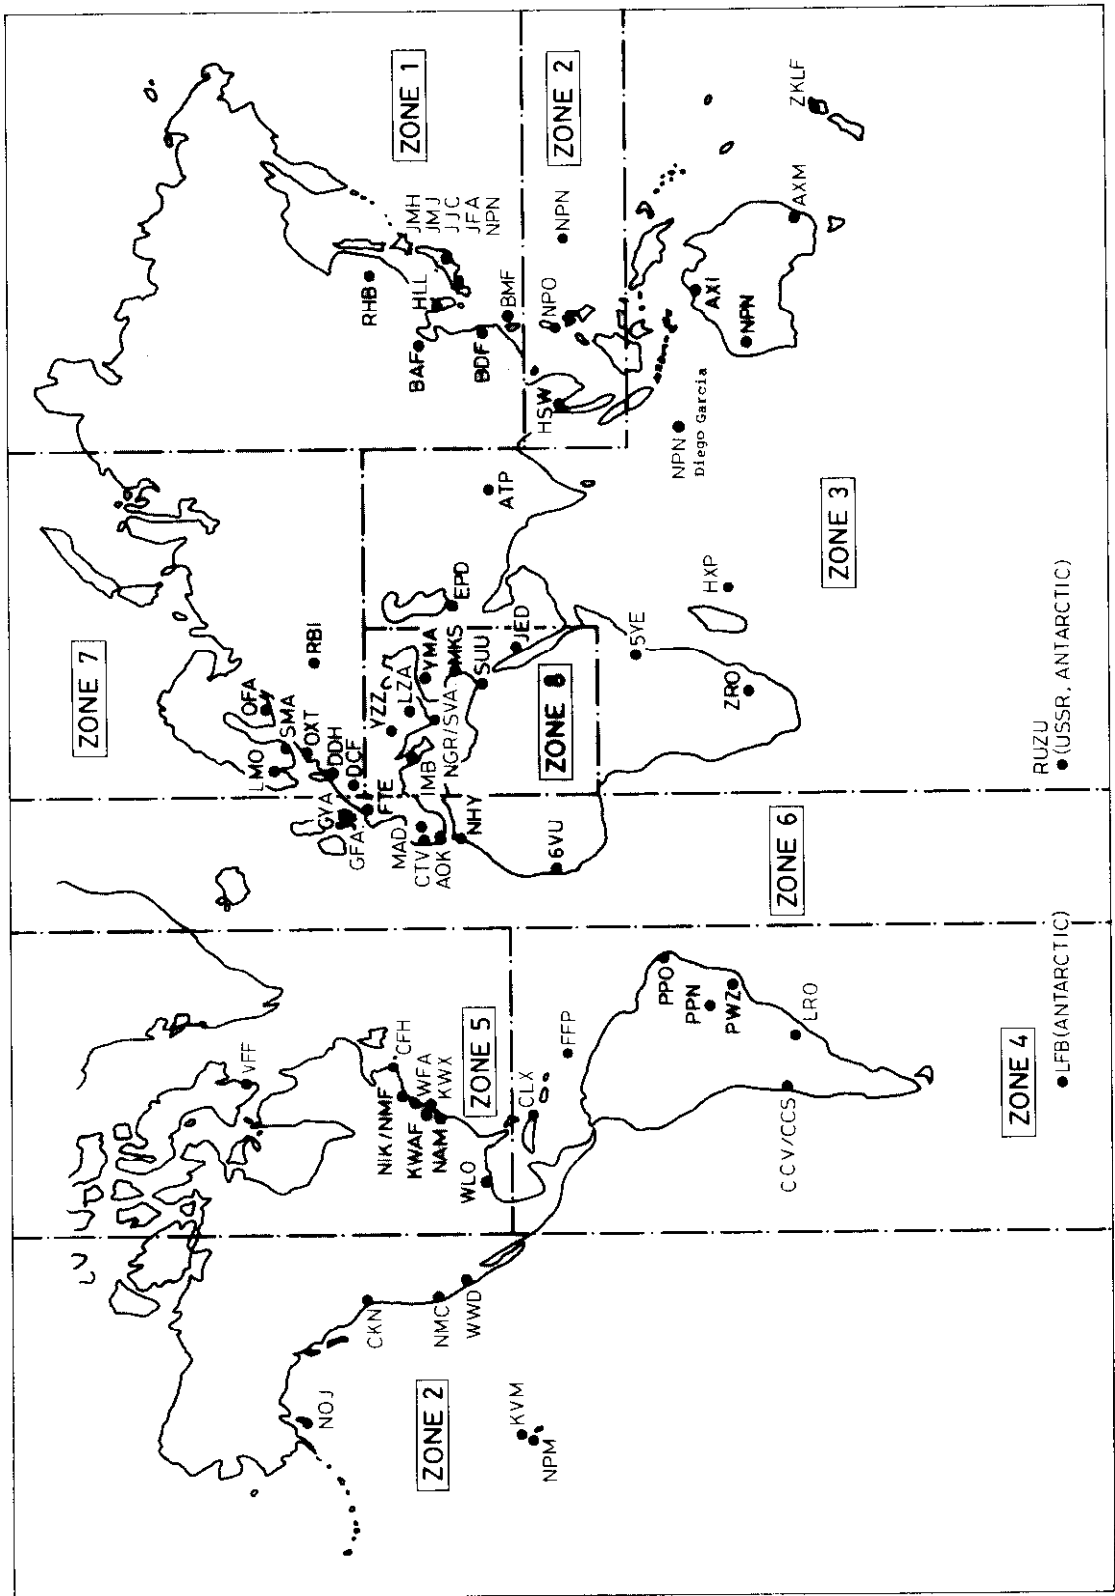 ZONE 1
ZONE 2
ZONE 7
ZONE 3
ZONE 8
ZONE 6
ZONE 5
ZONE 4
ZONE 2
NOJ
CKN
NMC
WWD
KVM
NPM
VFF
CFH
NIK/NMF
WFA
KWAF
KWX
NAM
WLO
CLX
FFP
PPO
PPN
PWZ
LRO
CCV/CCS
LFB(ANTARCTIC)
OFA
SMA
LMO
OXT
DDH
DCF
GYA
GFA
FTE
RBI
YZZ
LZA
YMA
IMB
MAD
CTV
AOK
NHY
NGR/SVA
MKS
SUU
EPD
JED
6VU
5YE
ZRO
HXP
RUZU
(USSR, ANTARCTIC)
ATP
RHB
HLL
JMH
JMJ
JJC
JFA
NPN
BAF
BDF
BMF
NPO
NPN
HSW
NPN
Diego Garcia
AXI
NPN
AXM
ZKLF